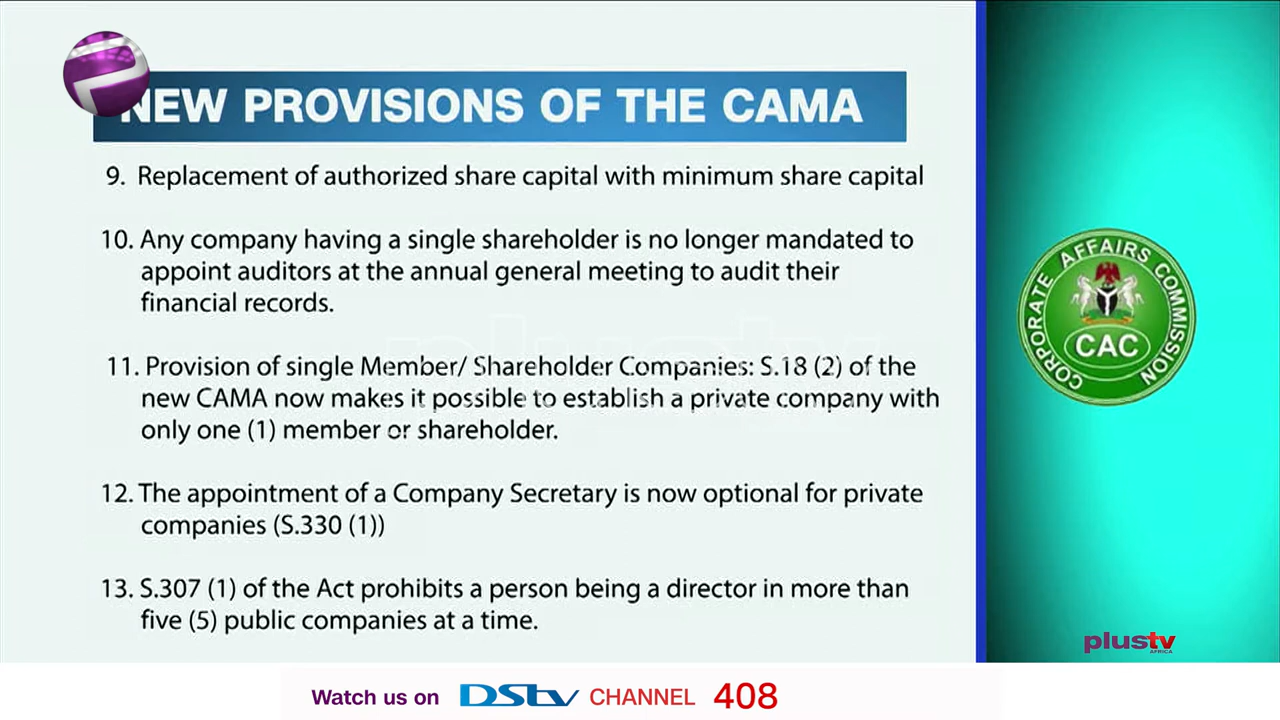 NEW PROVISIONS OF THE CAMA
9. Replacement of authorized share capital with minimum share capital
10. Any company having a single shareholder is no longer mandated to
appoint auditors at the annual general meeting to audit their
financial records.
11. Provision of single Member/ Shareholder Companies: S.18 (2) of the
new CAMA now makes it possible to establish a private company with
only one (1) member or shareholder.
12. The appointment of a Company Secretary is now optional for private
companies (S.330 (1))
13. S.307 (1) of the Act prohibits a person being a director in more than
five (5) public companies at a time.
CORPORATE AFFAIRS COMMISSION
CAC
plustv
AFRICA
plustv
Watch us on DStv CHANNEL 408